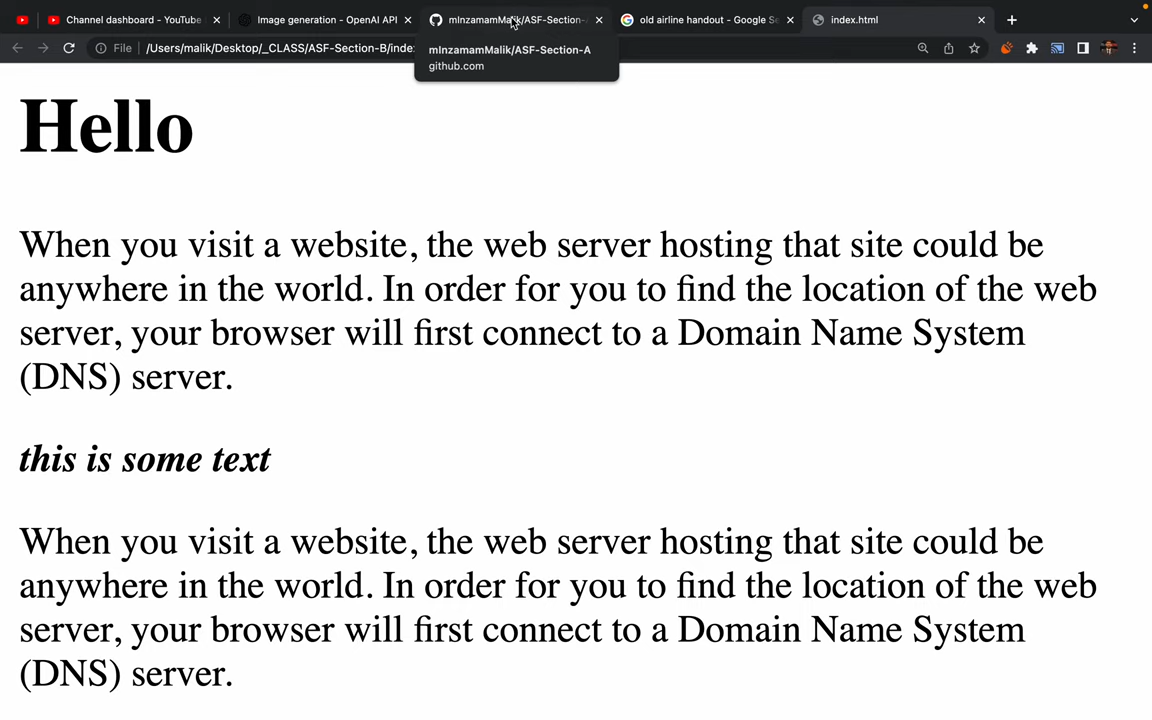 Channel dashboard - YouTube
Image generation - OpenAI API
mInzamamMalik/ASF-Section-A
old airline handout - Google Se
index.html
File
/Users/malik/Desktop/_CLASS/ASF-Section-B/index
mInzamamMalik/ASF-Section-A
github.com
Hello
When you visit a website, the web server hosting that site could be
anywhere in the world. In order for you to find the location of the web
server, your browser will first connect to a Domain Name System
(DNS) server.
this is some text
When you visit a website, the web server hosting that site could be
anywhere in the world. In order for you to find the location of the web
server, your browser will first connect to a Domain Name System
(DNS) server.